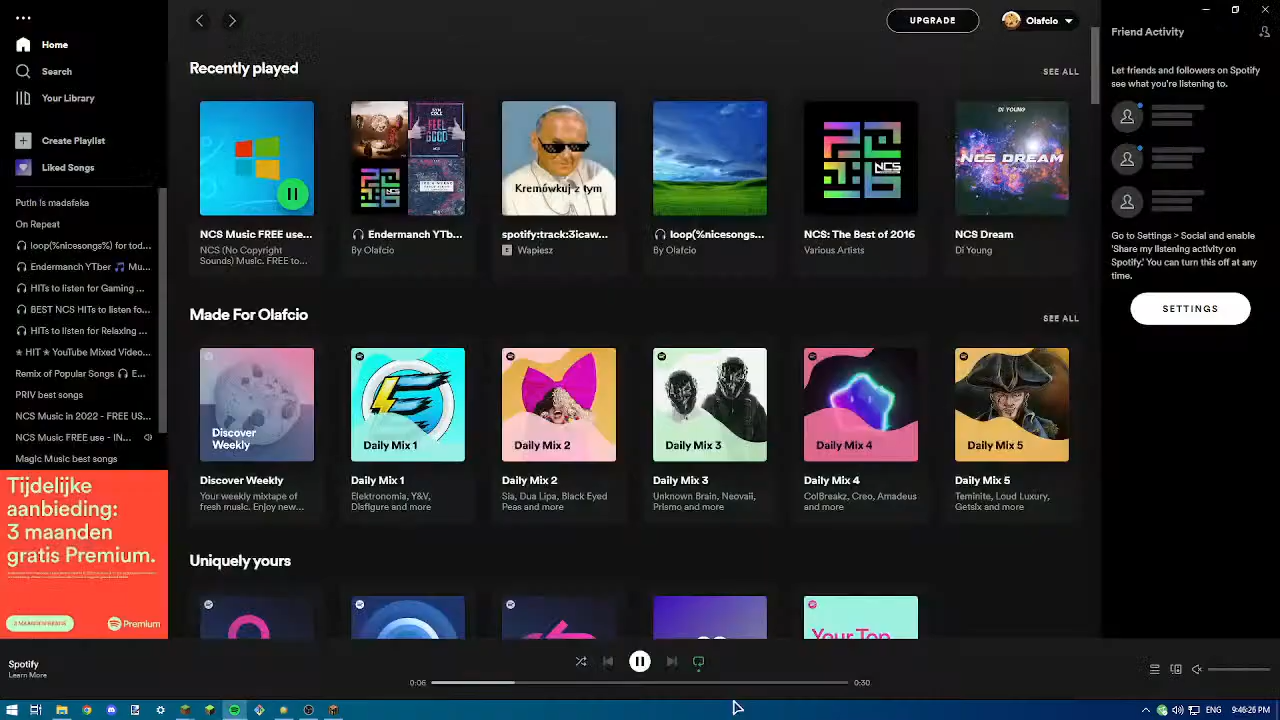 Home
Search
Your Library
Create Playlist
Liked Songs
Putin is madafaka
On Repeat
loop(%nicesongs%) for tod...
Endermanch YTber 🎵 Mu...
HITs to listen for Gaming ...
BEST NCS HITs to listen fo...
HITs to listen for Relaxing ...
★ HIT ★ YouTube Mixed Video...
Remix of Popular Songs 🎧 E...
PRIV best songs
NCS Music in 2022 - FREE US...
NCS Music FREE use - IN...
Magic Music best songs
Tijdelijke
aanbieding:
3 maanden
gratis Premium.
Premium
UPGRADE
Olafcio
Recently played
SEE ALL
Kremówkuj z tym
NCS
DI YOUNG
NCS DREAM
FEEL
GOOD
NCS Music FREE use...
NCS (No Copyright
Sounds) Music. FREE to...
Endermanch YTb...
By Olafcio
spotify:track:3icaw...
E Wapiesz
loop(%nicesongs...
By Olafcio
NCS: The Best of 2016
Various Artists
NCS Dream
Di Young
Made For Olafcio
SEE ALL
Discover
Weekly
Daily Mix 1
Daily Mix 2
Daily Mix 3
Daily Mix 4
Daily Mix 5
Discover Weekly
Your weekly mixtape of
fresh music. Enjoy new...
Daily Mix 1
Elektronomia, Y&V,
Disfigure and more
Daily Mix 2
Sia, Dua Lipa, Black Eyed
Peas and more
Daily Mix 3
Unknown Brain, Neovaii,
Prismo and more
Daily Mix 4
ColBreakz, Creo, Amadeus
and more
Daily Mix 5
Teminite, Loud Luxury,
Getsix and more
Uniquely yours
Your Top
Friend Activity
Let friends and followers on Spotify
see what you're listening to.
Go to Settings > Social and enable
'Share my listening activity on
Spotify.' You can turn this off at any
time.
SETTINGS
Spotify
Learn More
0:06
0:30
ENG
9:46:26 PM